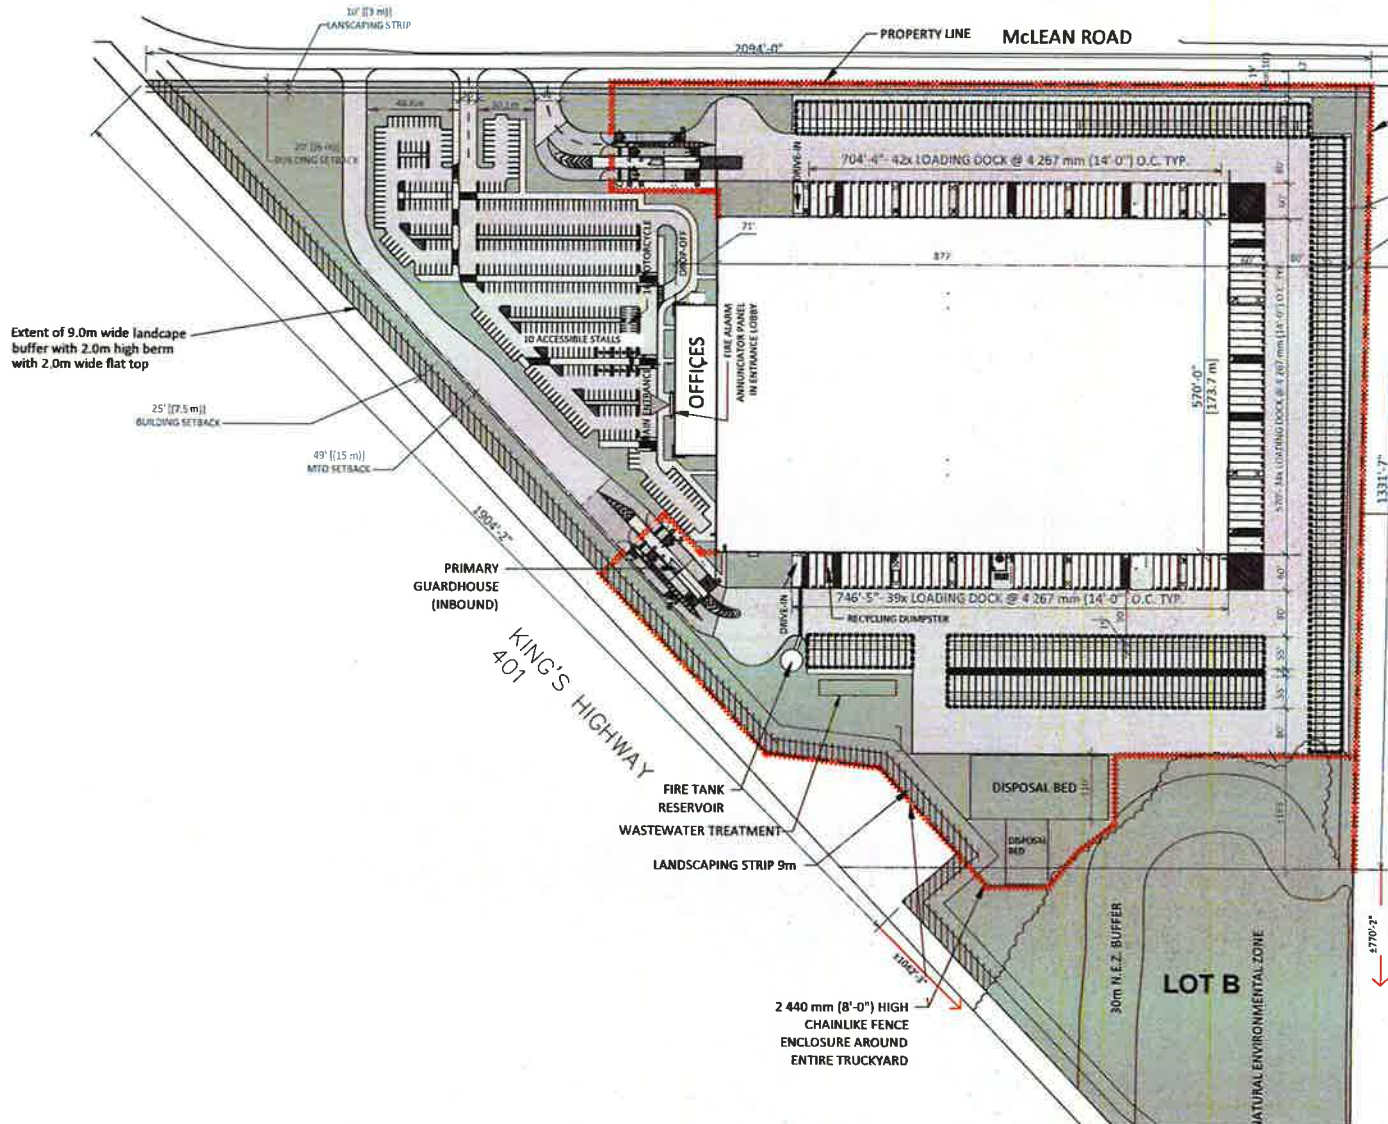 10' [(3 m)]
LANSCAPING STRIP
PROPERTY LINE
McLEAN ROAD
2094'-0"
20' [(6 m)]
BUILDING SETBACK
DRIVE-IN
704'-4"- 42x LOADING DOCK @ 4 267 mm (14'-0") O.C. TYP.
71'
877
MOTORCYCLE
DROP-OFF
10 ACCESSIBLE STALLS
MAIN ENTRANCE
OFFICES
FIRE ALARM
ANNUNCIATOR PANEL
IN ENTRANCE LOBBY
570'-0"
[173.7 m]
60'
80'
1331'-7"
Extent of 9.0m wide landcape
buffer with 2.0m high berm
with 2.0m wide flat top
25' [(7.5 m)]
BUILDING SETBACK
49' [(15 m)]
MTO SETBACK
1904'-2"
PRIMARY
GUARDHOUSE
(INBOUND)
KING'S HIGHWAY
401
DRIVE-IN
746'-5"- 39x LOADING DOCK @ 4 267 mm (14'-0") O.C. TYP.
RECYCLING DUMPSTER
FIRE TANK
RESERVOIR
WASTEWATER TREATMENT
LANDSCAPING STRIP 9m
DISPOSAL BED
DISPOSAL
BED
±1042'-3"
2 440 mm (8'-0") HIGH
CHAINLIKE FENCE
ENCLOSURE AROUND
ENTIRE TRUCKYARD
30m N.E.Z. BUFFER
LOT B
NATURAL ENVIRONMENTAL ZONE
±770'-2"